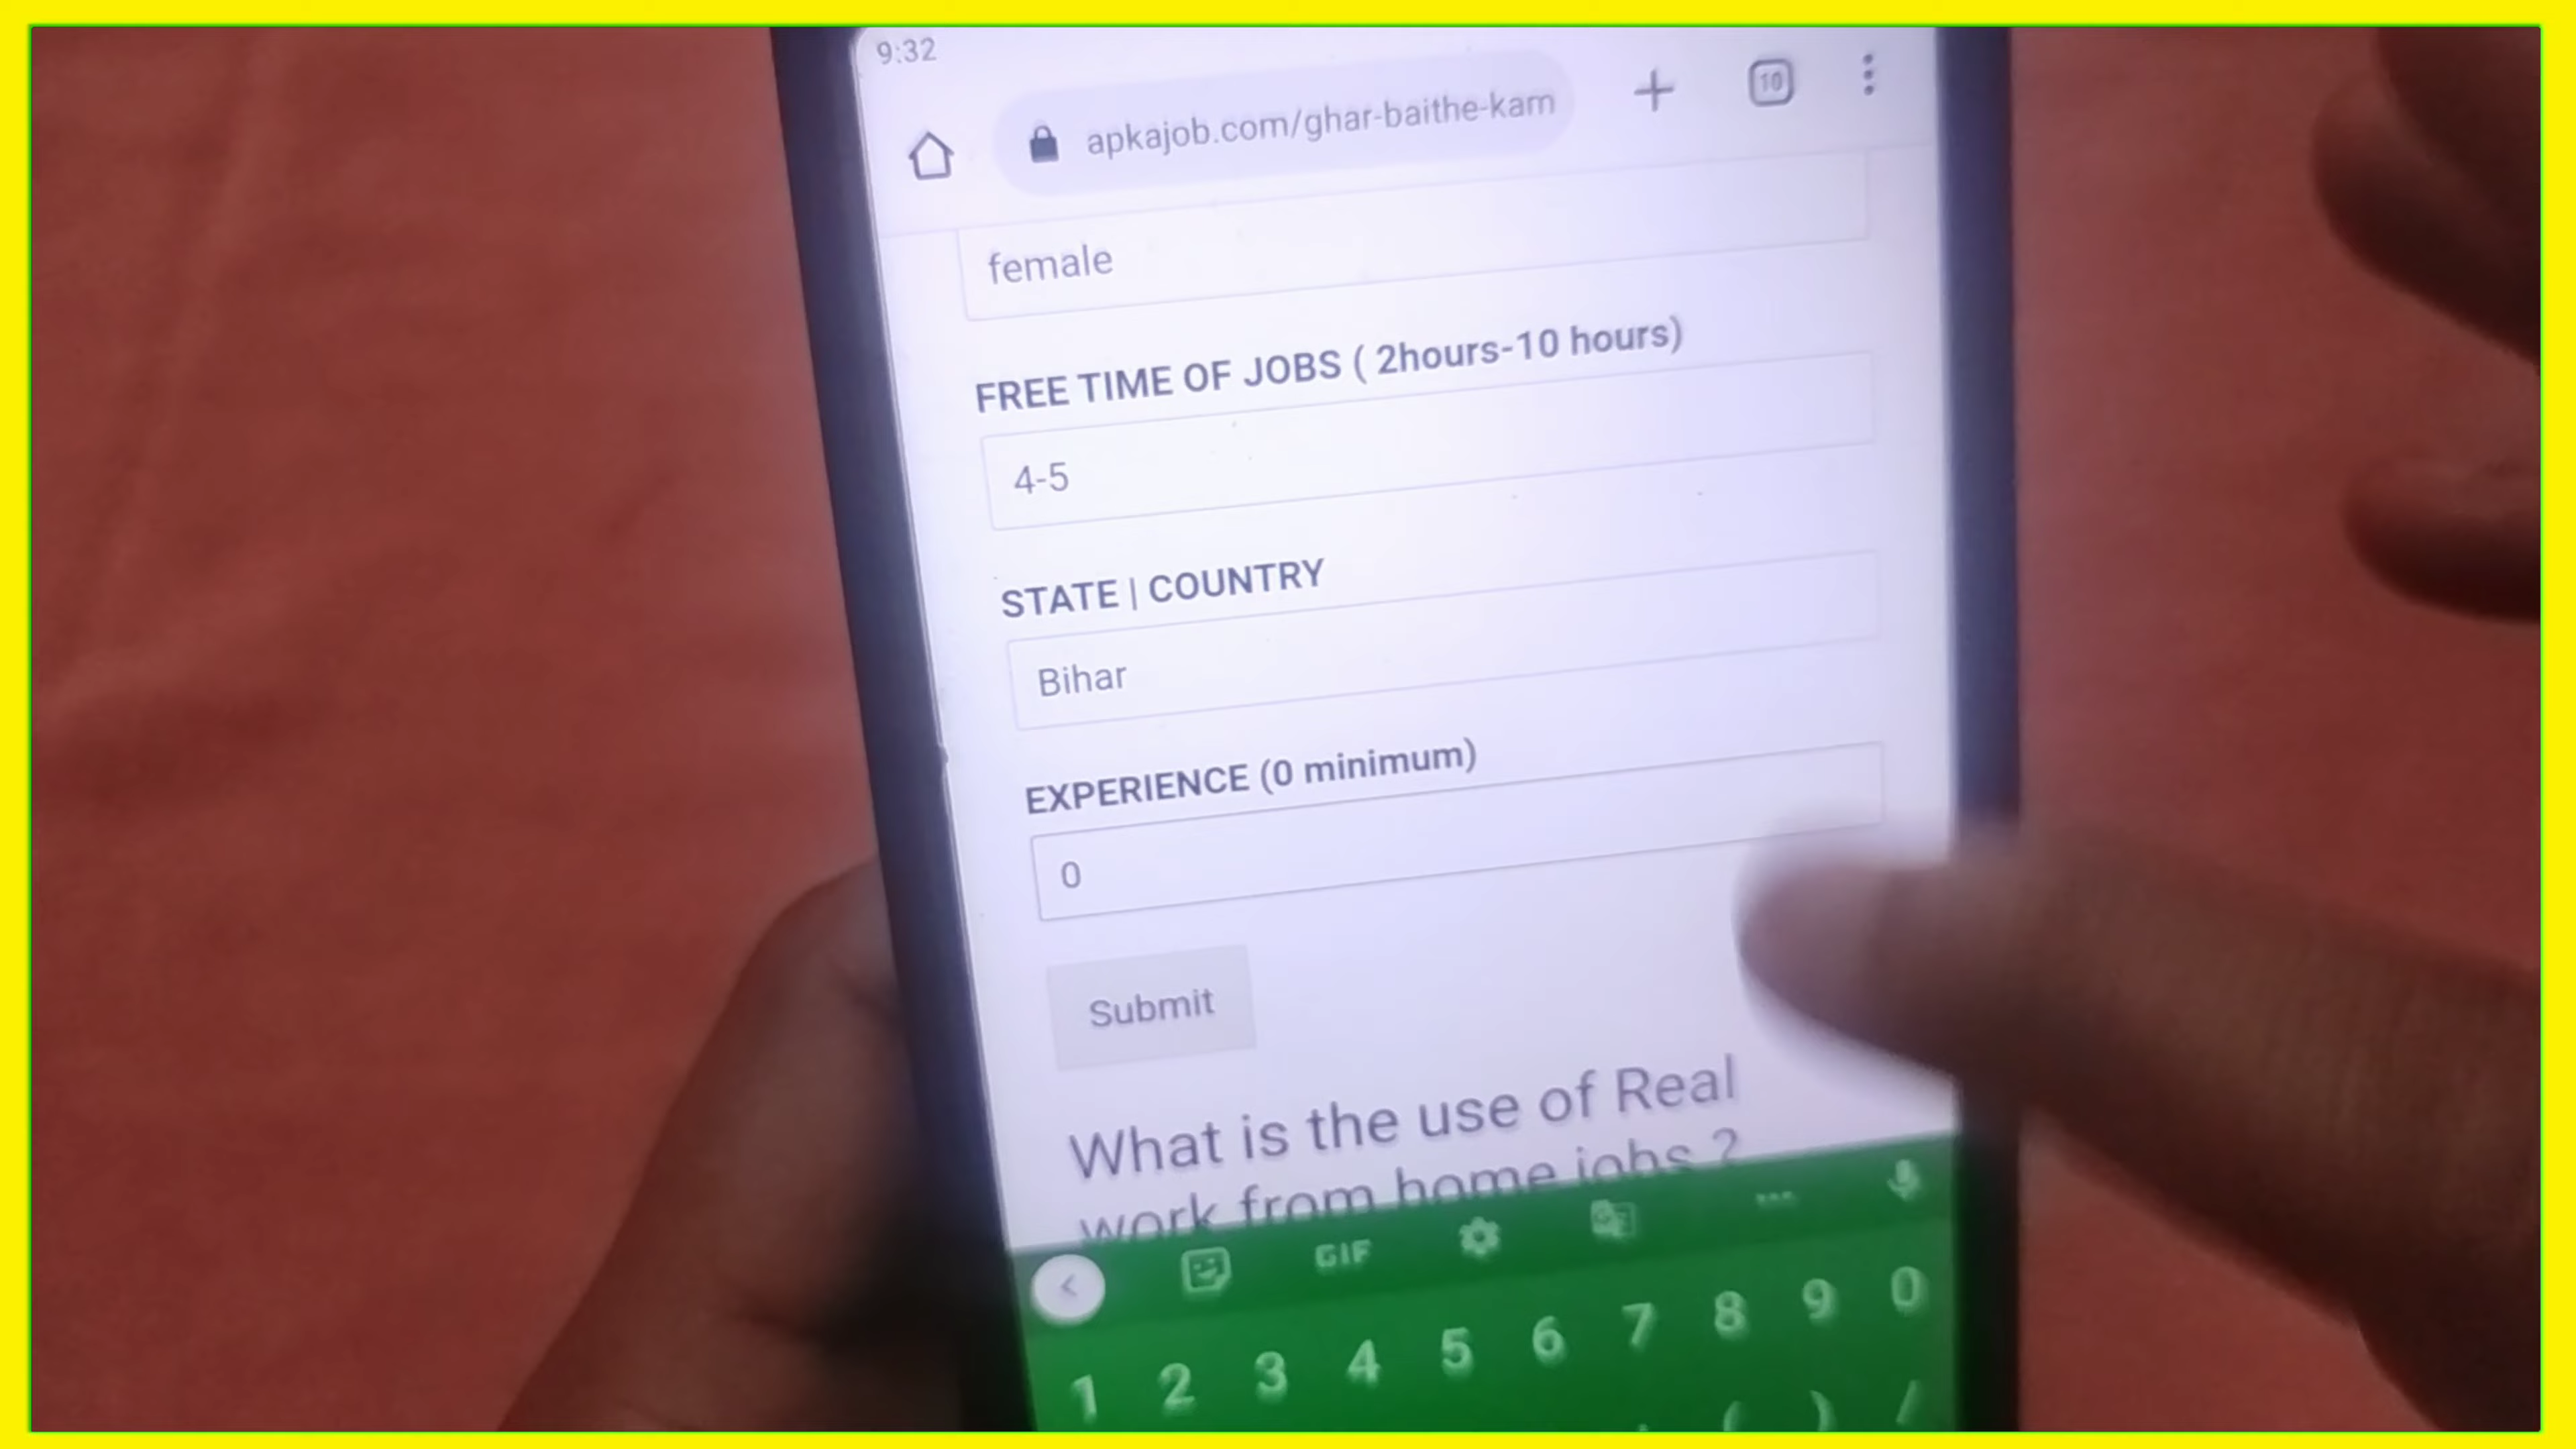 9:32
apkajob.com/ghar-baithe-kam
10
female
FREE TIME OF JOBS ( 2hours-10 hours)
4-5
STATE | COUNTRY
Bihar
EXPERIENCE (0 minimum)
0
Submit
What is the use of Real
work from home jobs ?
GIF
1 2 3 4 5 6 7 8 9 0
( ) /